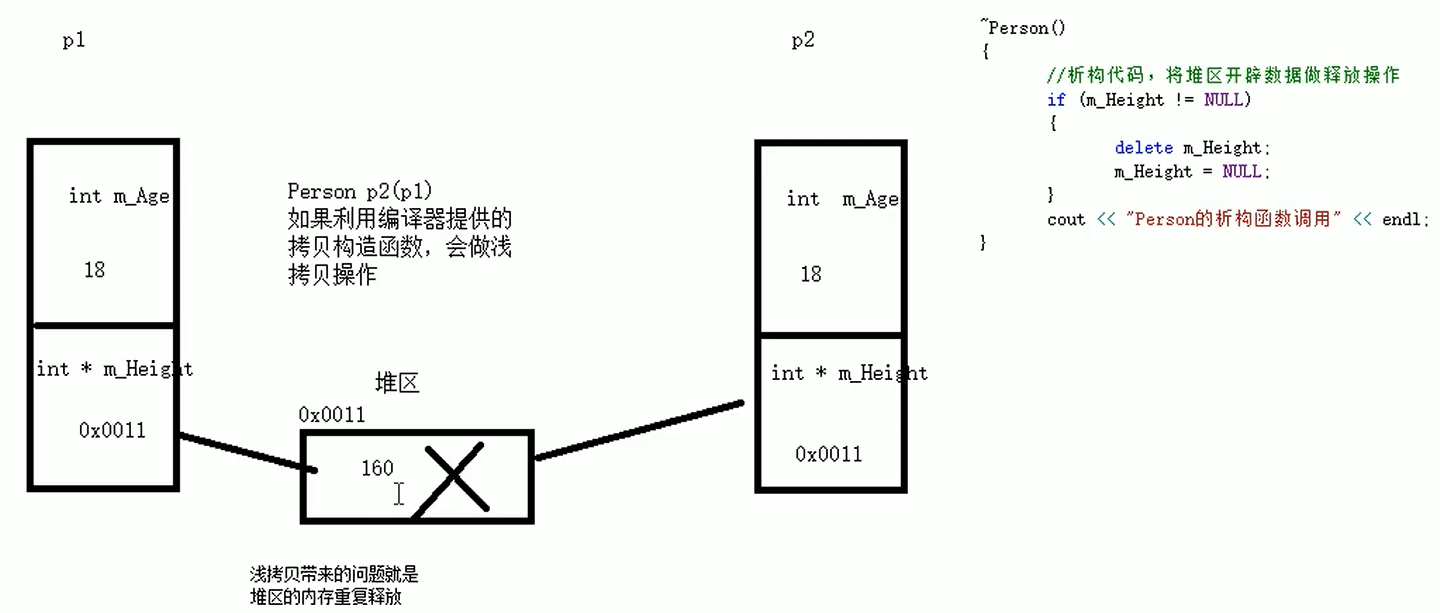 p1
int m_Age
18
int * m_Height
0x0011
Person p2(p1)
如果利用编译器提供的
拷贝构造函数，会做浅
拷贝操作
堆区
0x0011
160
浅拷贝带来的问题就是
堆区的内存重复释放
p2
int  m_Age
18
int * m_Height
0x0011
~Person()
{
//析构代码，将堆区开辟数据做释放操作
if (m_Height != NULL)
{
delete m_Height;
m_Height = NULL;
}
cout << "Person的析构函数调用" << endl;
}